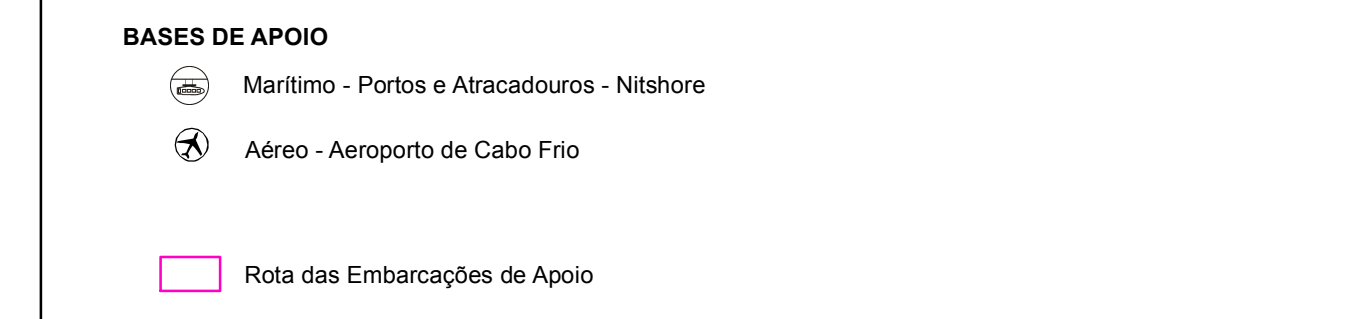 BASES DE APOIO
Marítimo - Portos e Atracadouros - Nitshore
Aéreo - Aeroporto de Cabo Frio
Rota das Embarcações de Apoio